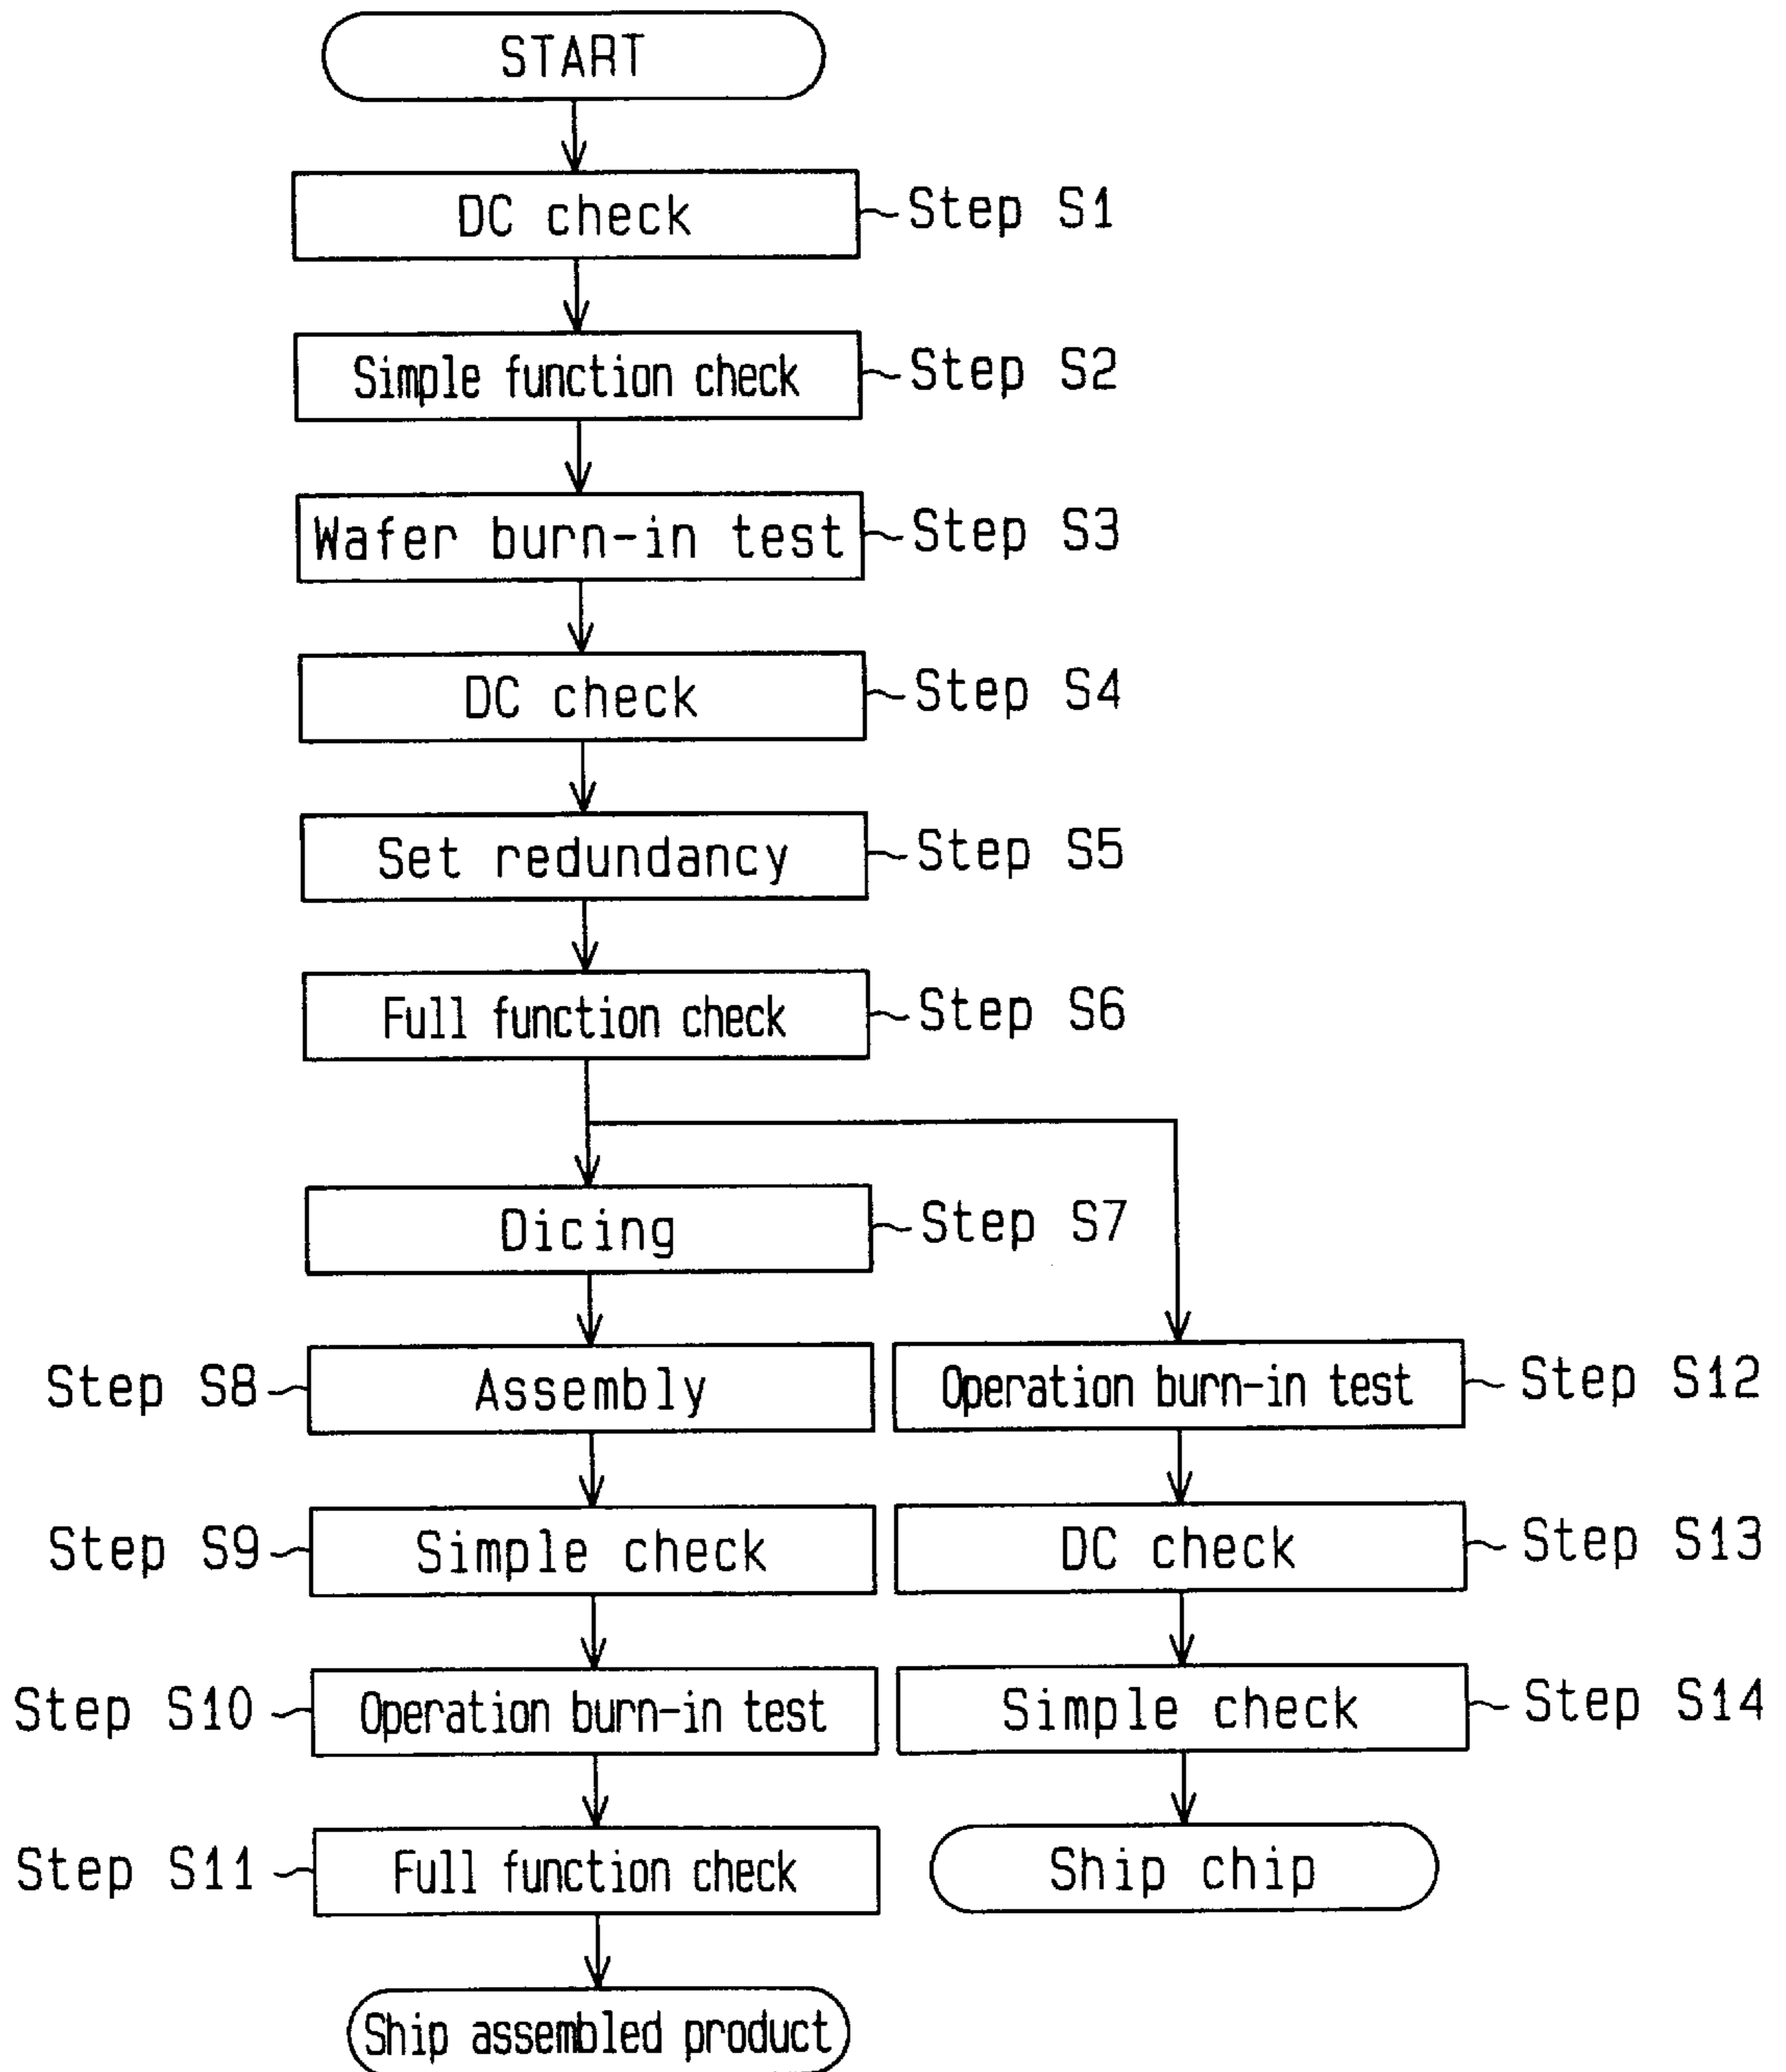 START
DC check
Step S1
Simple function check
Step S2
Wafer burn-in test
Step S3
DC check
Step S4
Set redundancy
Step S5
Full function check
Step S6
Dicing
Step S7
Step S8
Assembly
Operation burn-in test
Step S12
Step S9
Simple check
DC check
Step S13
Step S10
Operation burn-in test
Simple check
Step S14
Step S11
Full function check
Ship chip
Ship assembled product